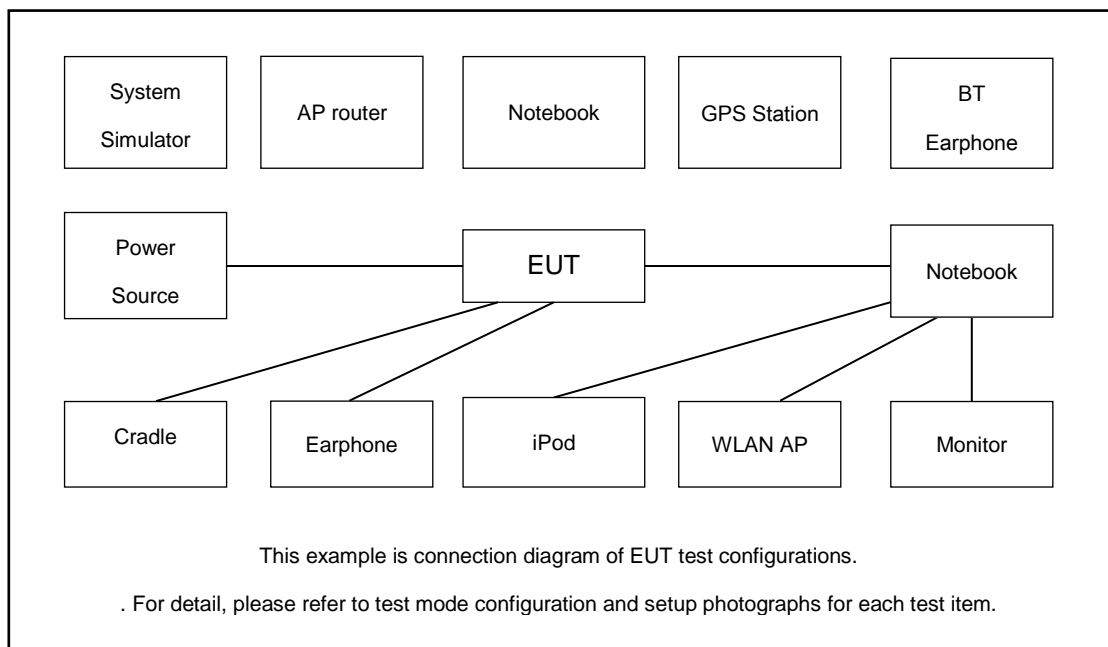 System
Simulator
AP router
Notebook
GPS Station
BT
Earphone
Power
Source
EUT
Notebook
Cradle
Earphone
iPod
WLAN AP
Monitor
This example is connection diagram of EUT test configurations.
. For detail, please refer to test mode configuration and setup photographs for each test item.